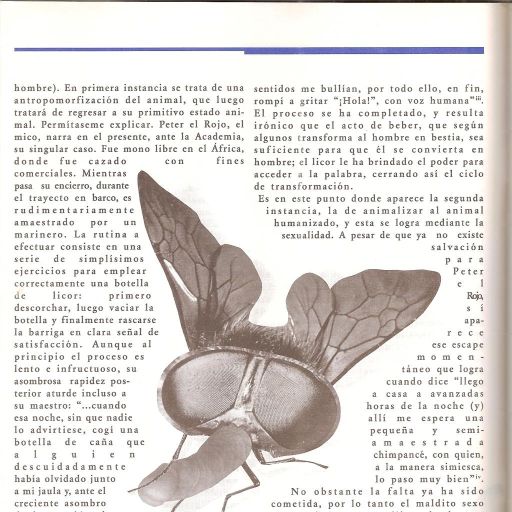 hombre). En primera instancia se trata de una
antropomorfización del animal, que luego
tratará de regresar a su primitivo estado ani-
mal. Permítaseme explicar. Peter el Rojo, el
mico, narra en el presente, ante la Academia,
su singular caso. Fue mono libre en el África,
donde fue cazado con fines
comerciales. Mientras
pasa su encierro, durante
el trayecto en barco, es
rudimentariamente
amaestrado por un
marinero. La rutina a
efectuar consiste en una
serie de simplísimos
ejercicios para emplear
correctamente una botella
de licor: primero
descorchar, luego vaciar la
botella y finalmente rascarse
la barriga en clara señal de
satisfacción. Aunque al
principio el proceso es
lento e infructuoso, su
asombrosa rapidez pos-
terior aturde incluso a
su maestro: "...cuando
esa noche, sin que nadie
lo advirtiese, cogí una
botella de caña que
alguien
descuidadamente
había olvidado junto
a mi jaula y, ante el
creciente asombro
sentidos me bullían, por todo ello, en fin,
rompí a gritar "¡Hola!", con voz humana"iii.
El proceso se ha completado, y resulta
irónico que el acto de beber, que según
algunos transforma al hombre en bestia, sea
suficiente para que él se convierta en
hombre; el licor le ha brindado el poder para
acceder a la palabra, cerrando así el ciclo
de transformación.
Es en este punto donde aparece la segunda
instancia, la de animalizar al animal
humanizado, y esta se logra mediante la
sexualidad. A pesar de que ya no existe
salvación
para
Peter
el
Rojo,
sí
apa-
rece
ese escape
momen-
táneo que logra
cuando dice "llego
a casa a avanzadas
horas de la noche (y)
allí me espera una
pequeña y semi-
amaestrada
chimpancé, con quien,
a la manera simiesca,
lo paso muy bien"iv.
No obstante la falta ya ha sido
cometida, por lo tanto el maldito sexo